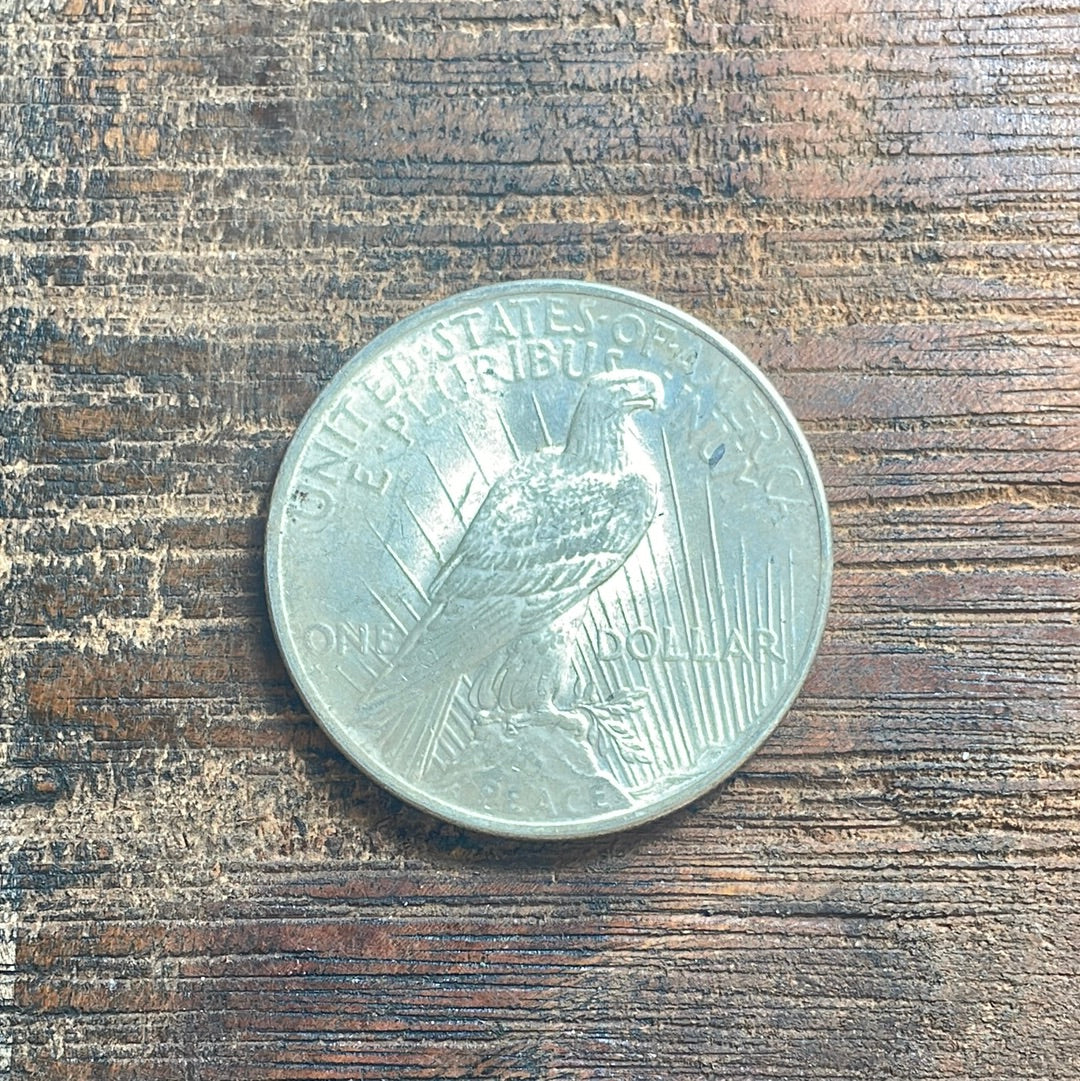 UNITED·STATES·OF·AMERICA
E PLURIBUS UNUM
ONE DOLLAR
PEACE